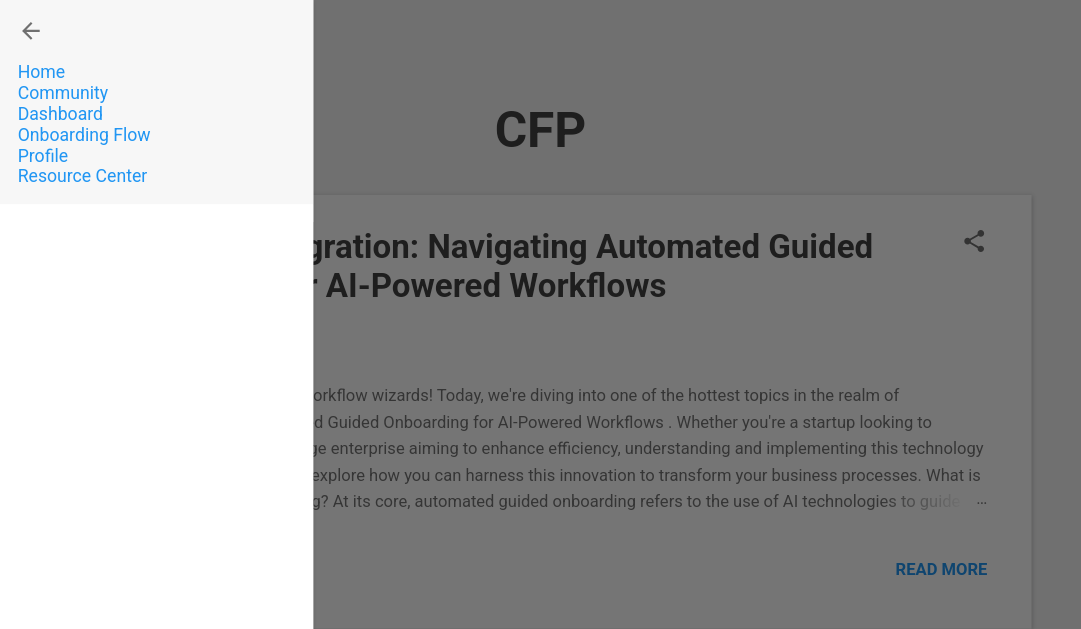 Home
Community
Dashboard
Onboarding Flow
Profile
Resource Center
CFP
gration: Navigating Automated Guided
r AI-Powered Workflows
orkflow wizards! Today, we're diving into one of the hottest topics in the realm of
d Guided Onboarding for AI-Powered Workflows . Whether you're a startup looking to
ge enterprise aiming to enhance efficiency, understanding and implementing this technology
explore how you can harness this innovation to transform your business processes. What is
g? At its core, automated guided onboarding refers to the use of AI technologies to guide ...
READ MORE